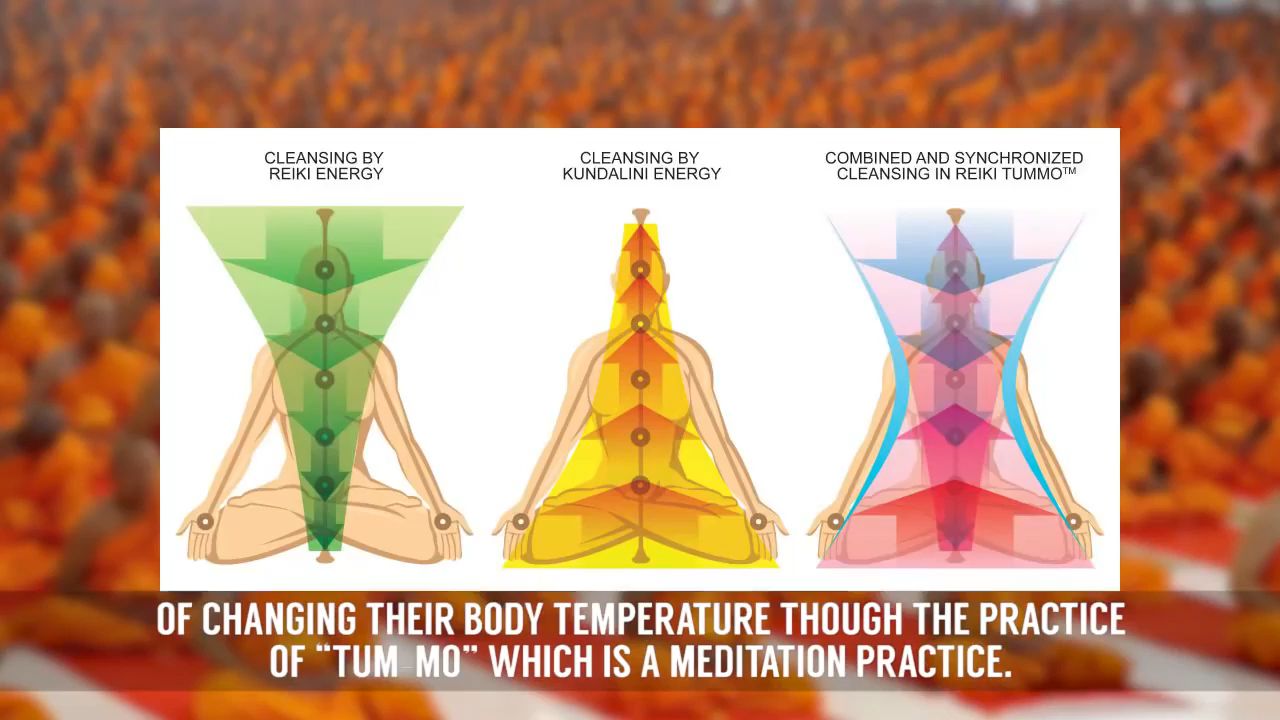 CLEANSING BY
REIKI ENERGY
CLEANSING BY
KUNDALINI ENERGY
COMBINED AND SYNCHRONIZED
CLEANSING IN REIKI TUMMO™
OF CHANGING THEIR BODY TEMPERATURE THOUGH THE PRACTICE
OF “TUM-MO” WHICH IS A MEDITATION PRACTICE.